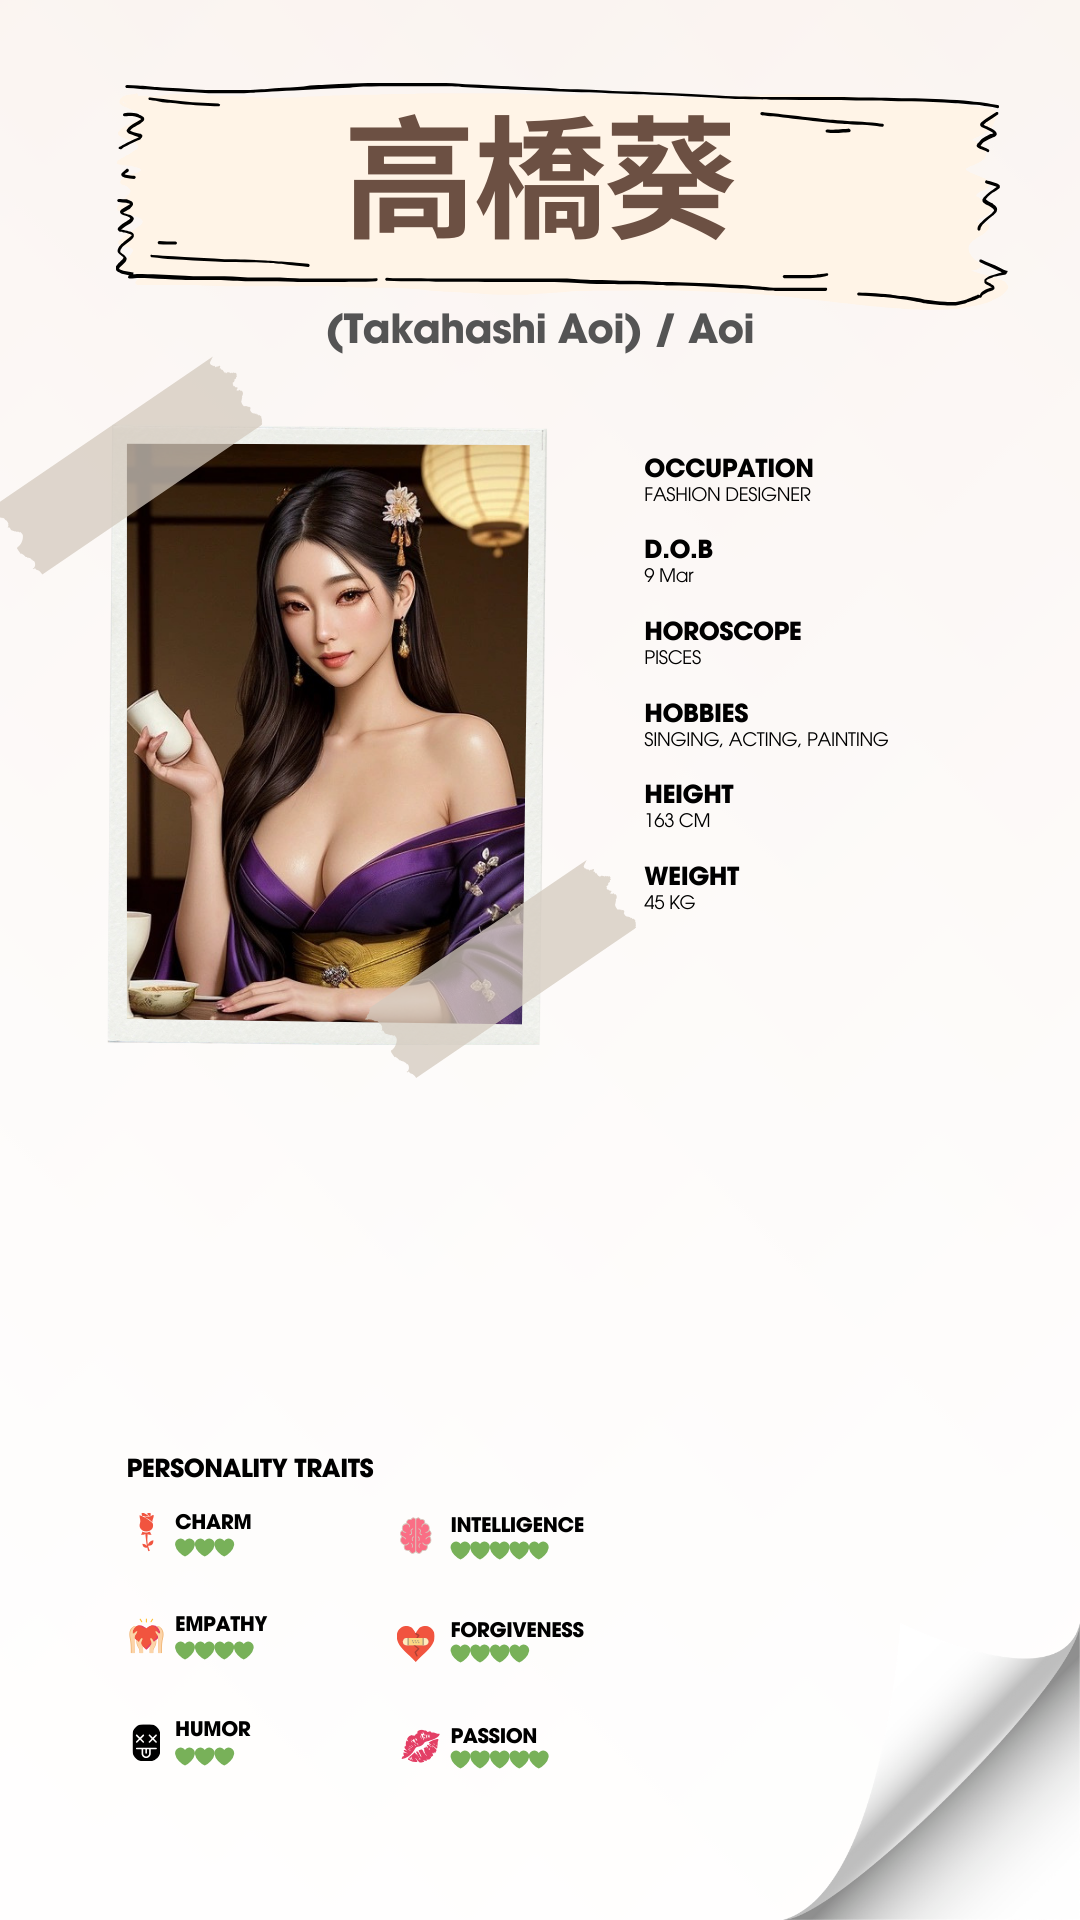 高橋葵
(Takahashi Aoi) / Aoi
OCCUPATION
FASHION DESIGNER
D.O.B
9 Mar
HOROSCOPE
PISCES
HOBBIES
SINGING, ACTING, PAINTING
HEIGHT
163 CM
WEIGHT
45 KG
PERSONALITY TRAITS
CHARM
INTELLIGENCE
EMPATHY
FORGIVENESS
HUMOR
PASSION